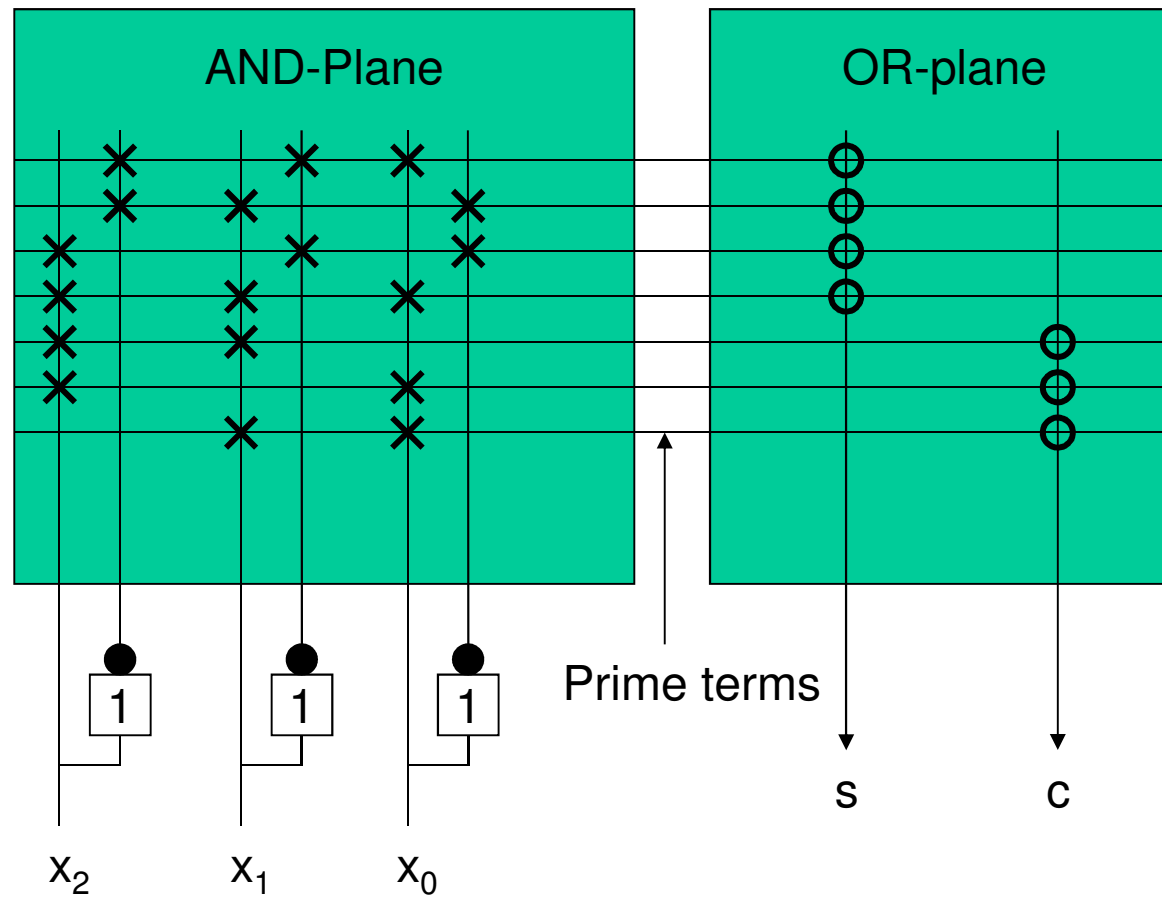 AND-Plane
OR-plane
1 1 1
Prime terms
s c
x₂ x₁ x₀